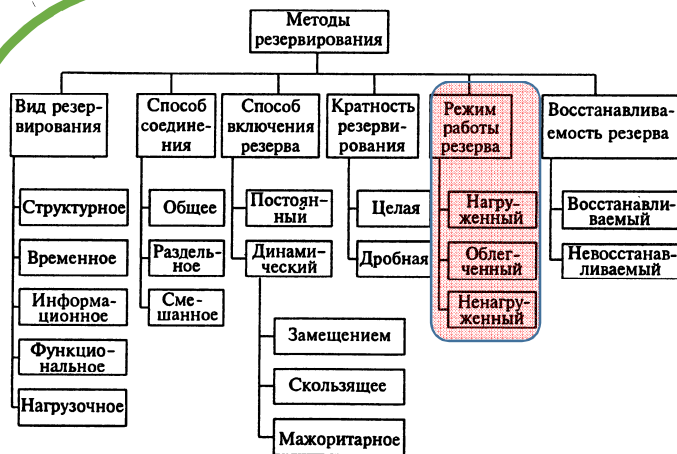 Методы
резервирования
Вид резер-
вирования
Способ
соедине-
ния
Способ
включения
резерва
Кратность
резерви-
рования
Режим
работы
резерва
Восстанавлива-
емость резерва
Структурное
Временное
Информа-
ционное
Функцио-
нальное
Нагрузочное
Общее
Раздель-
ное
Сме-
шанное
Постоян-
ный
Динами-
ческий
Замещением
Скользящее
Мажоритарное
Целая
Дробная
Нагру-
женный
Облег-
ченный
Ненагру-
женный
Восстанавли-
ваемый
Невосстанав-
ливаемый